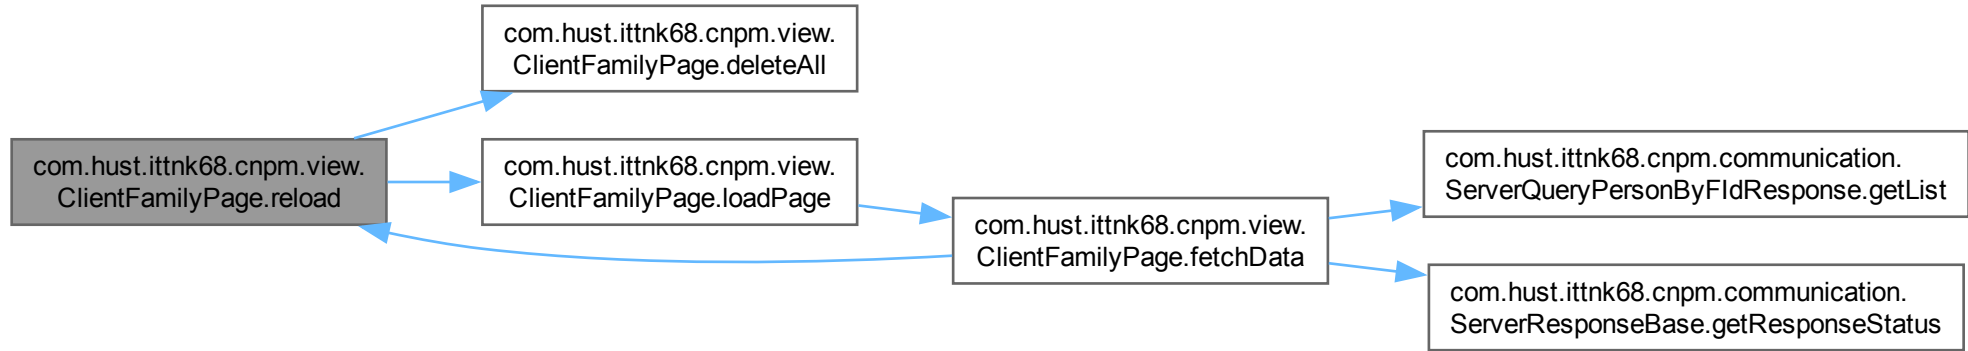 com.hust.ittnk68.cnpm.view.
ClientFamilyPage.reload
com.hust.ittnk68.cnpm.view.
ClientFamilyPage.deleteAll
com.hust.ittnk68.cnpm.view.
ClientFamilyPage.loadPage
com.hust.ittnk68.cnpm.view.
ClientFamilyPage.fetchData
com.hust.ittnk68.cnpm.communication.
ServerQueryPersonByFIdResponse.getList
com.hust.ittnk68.cnpm.communication.
ServerResponseBase.getResponseStatus